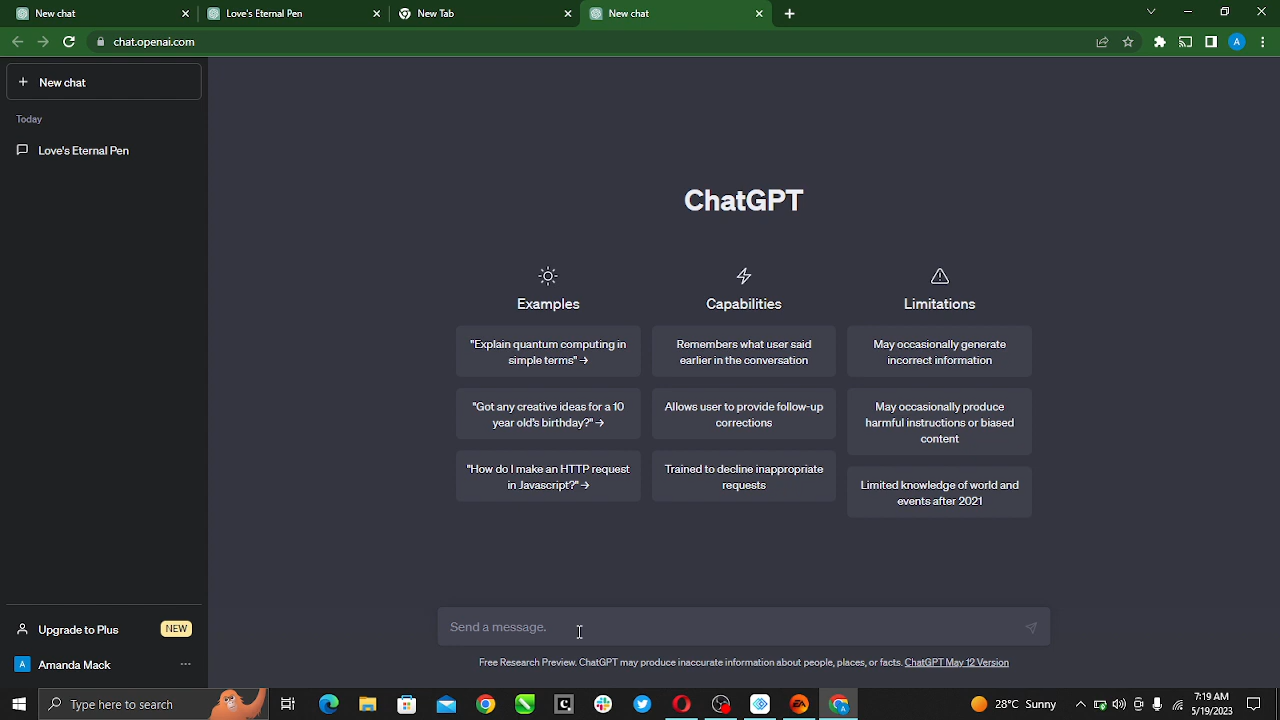 New chat
Love's Eternal Pen
New Tab
New chat
chat.openai.com
A
New chat
Today
Love's Eternal Pen
ChatGPT
Examples
Capabilities
Limitations
"Explain quantum computing in
simple terms" →
Remembers what user said
earlier in the conversation
May occasionally generate
incorrect information
"Got any creative ideas for a 10
year old's birthday?" →
Allows user to provide follow-up
corrections
May occasionally produce
harmful instructions or biased
content
"How do I make an HTTP request
in Javascript?" →
Trained to decline inappropriate
requests
Limited knowledge of world and
events after 2021
Upgrade to Plus
NEW
A
Amanda Mack
Send a message.
Free Research Preview. ChatGPT may produce inaccurate information about people, places, or facts. ChatGPT May 12 Version
Type here to search
EA
A
28°C Sunny
7:19 AM
5/19/2023